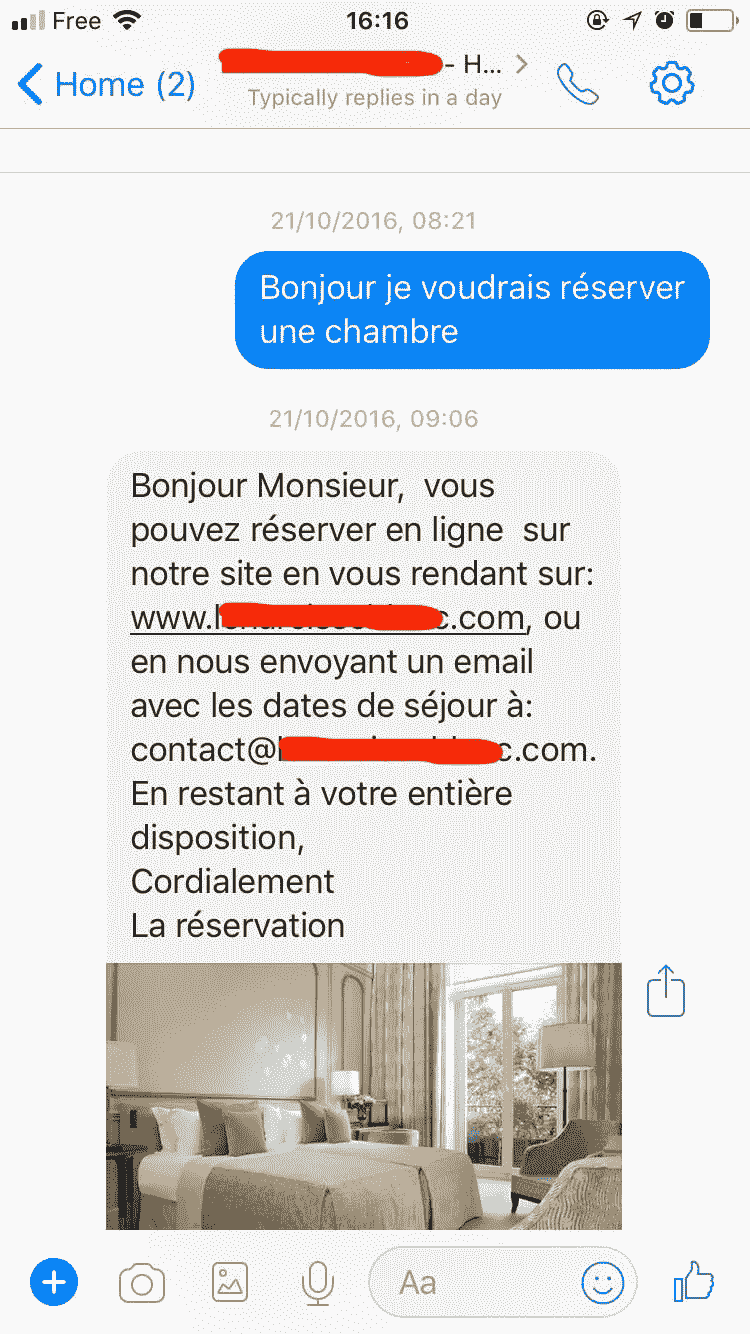 Free 16:16
Home (2) - H...
Typically replies in a day
21/10/2016, 08:21
Bonjour je voudrais réserver
une chambre
21/10/2016, 09:06
Bonjour Monsieur, vous
pouvez réserver en ligne sur
notre site en vous rendant sur:
www.l c.com, ou
en nous envoyant un email
avec les dates de séjour à:
contact@ c.com.
En restant à votre entière
disposition,
Cordialement
La réservation
Aa